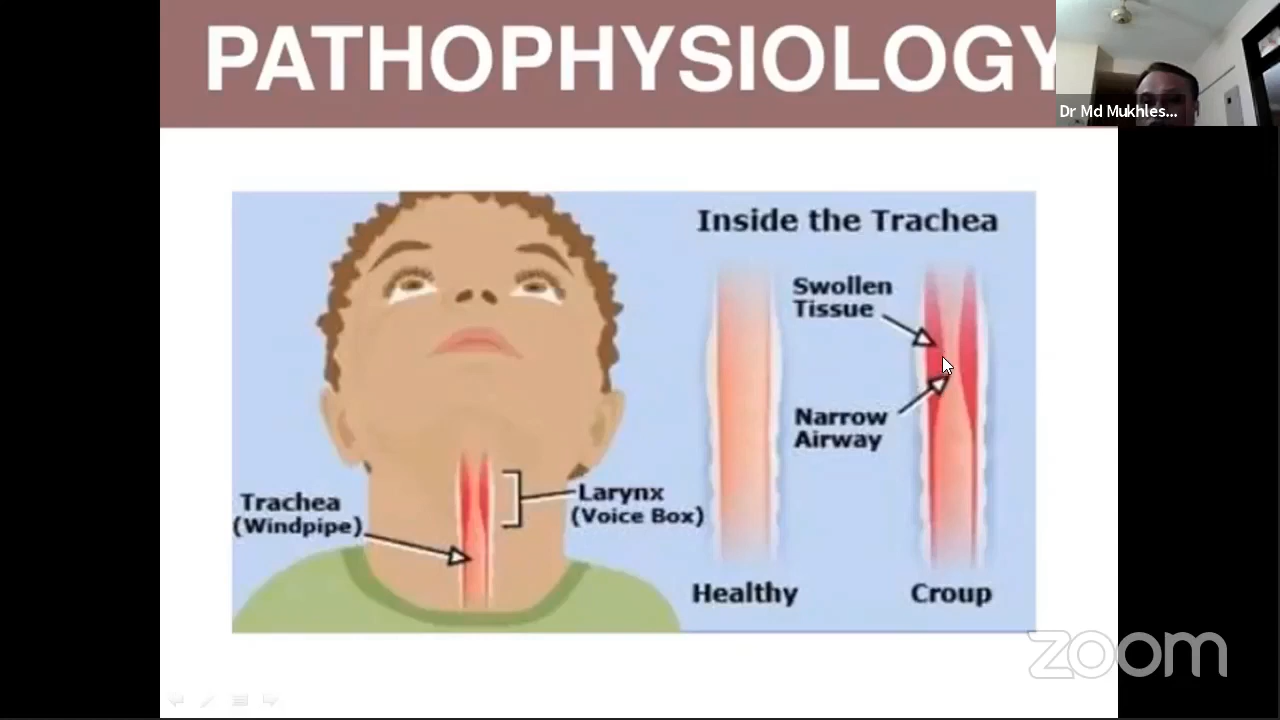 PATHOPHYSIOLOGY
Dr Md Mukhles...
Inside the Trachea
Swollen
Tissue
Narrow
Airway
Trachea
(Windpipe)
Larynx
(Voice Box)
Healthy
Croup
zoom